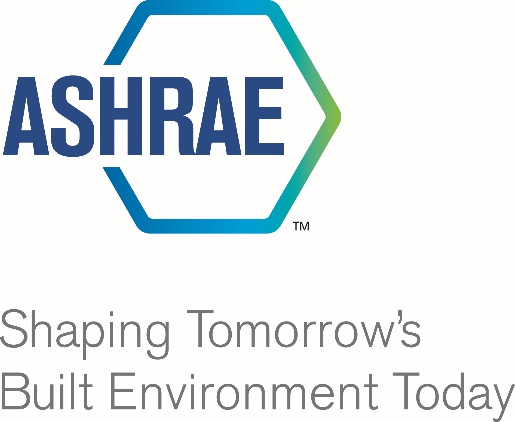 ASHRAE
TM
Shaping Tomorrow's
Built Environment Today